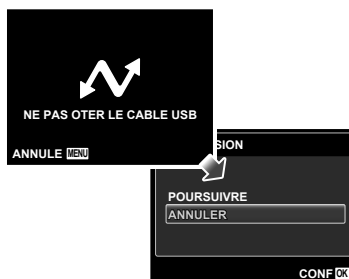 NE PAS OTER LE CABLE USB
ANNULE MENU
SION
POURSUIVRE
ANNULER
CONF OK